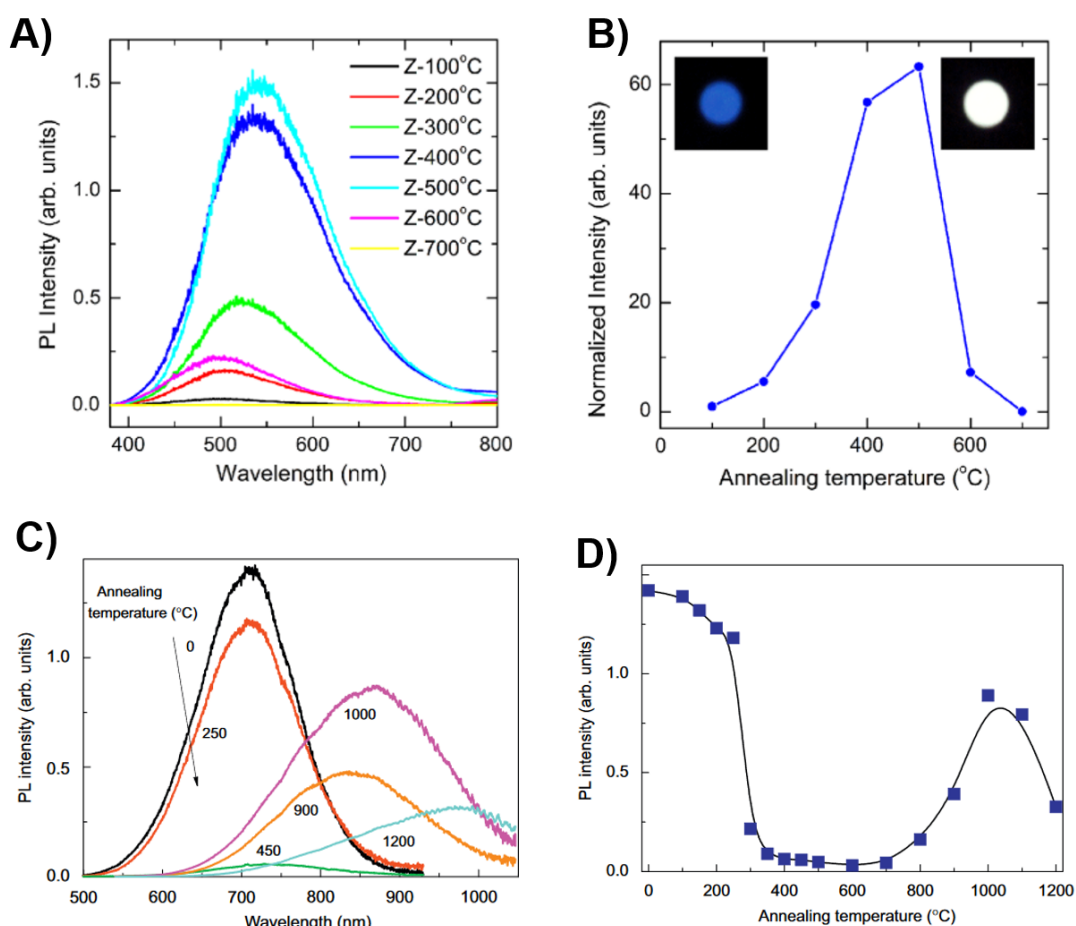 A)
1.5
1.0
0.5
0.0
PL Intensity (arb. units)
Z-100°C
Z-200°C
Z-300°C
Z-400°C
Z-500°C
Z-600°C
Z-700°C
400 500 600 700 800
Wavelength (nm)
B)
60
40
20
0
Normalized Intensity (arb. units)
0 200 400 600
Annealing temperature (°C)
C)
1.0
0.5
0.0
PL intensity (arb. units)
Annealing
temperature (°C)
0
250
1000
900
450
1200
500 600 700 800 900 1000
Wavelength (nm)
D)
1.0
0.5
0.0
PL intensity (arb. units)
0 200 400 600 800 1000 1200
Annealing temperature (°C)